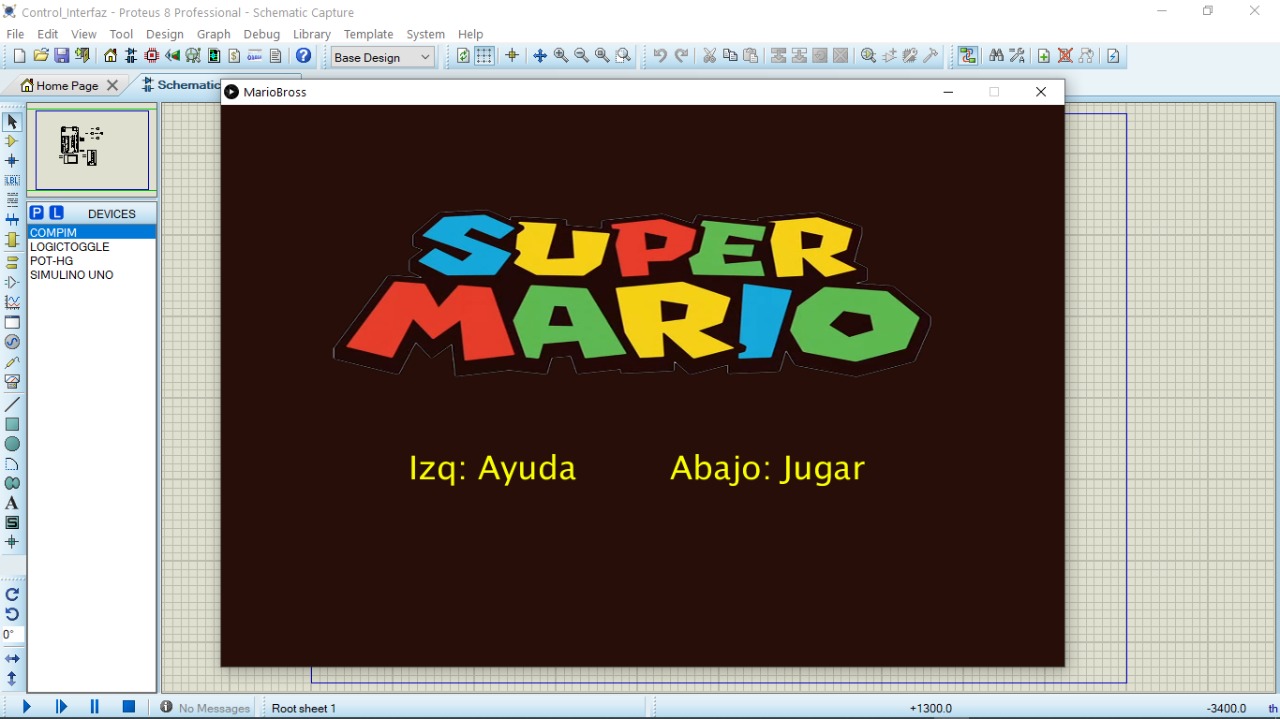 Control_Interfaz - Proteus 8 Professional - Schematic Capture
File Edit View Tool Design Graph Debug Library Template System Help
Base Design
Home Page
Schematic
MarioBross
LBL
P L DEVICES
COMPIM
LOGICTOGGLE
POT-HG
SIMULINO UNO
SUPER
MARIO
Izq: Ayuda Abajo: Jugar
A
S
0°
No Messages
Root sheet 1
+1300.0
-3400.0
th